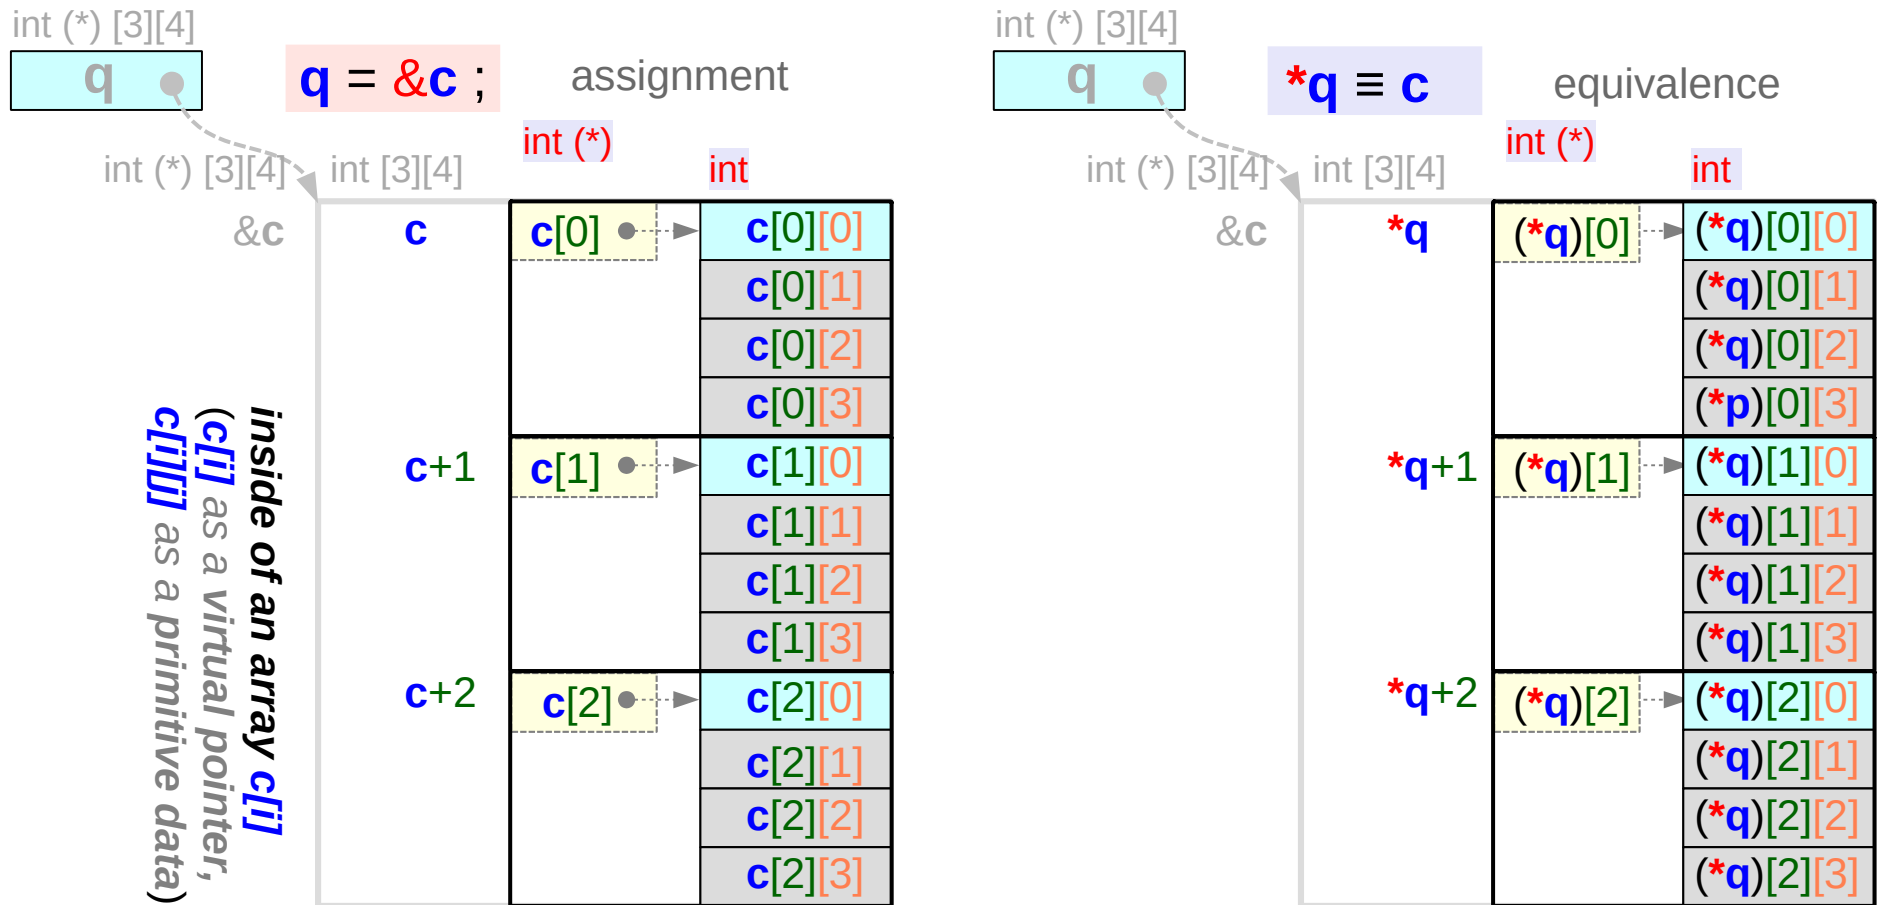 int (*) [3][4]
q
q = &c ;
assignment
int (*)
int (*) [3][4]
int [3][4]
int
&c
c
c[0]
c[0][0]
c[0][1]
c[0][2]
c[0][3]
c+1
c[1]
c[1][0]
c[1][1]
c[1][2]
c[1][3]
c+2
c[2]
c[2][0]
c[2][1]
c[2][2]
c[2][3]
inside of an array c[i]
(c[i] as a virtual pointer,
c[i][j] as a primitive data)
int (*) [3][4]
q
*q ≡ c
equivalence
int (*)
int (*) [3][4]
int [3][4]
int
&c
*q
(*q)[0]
(*q)[0][0]
(*q)[0][1]
(*q)[0][2]
(*p)[0][3]
*q+1
(*q)[1]
(*q)[1][0]
(*q)[1][1]
(*q)[1][2]
(*q)[1][3]
*q+2
(*q)[2]
(*q)[2][0]
(*q)[2][1]
(*q)[2][2]
(*q)[2][3]